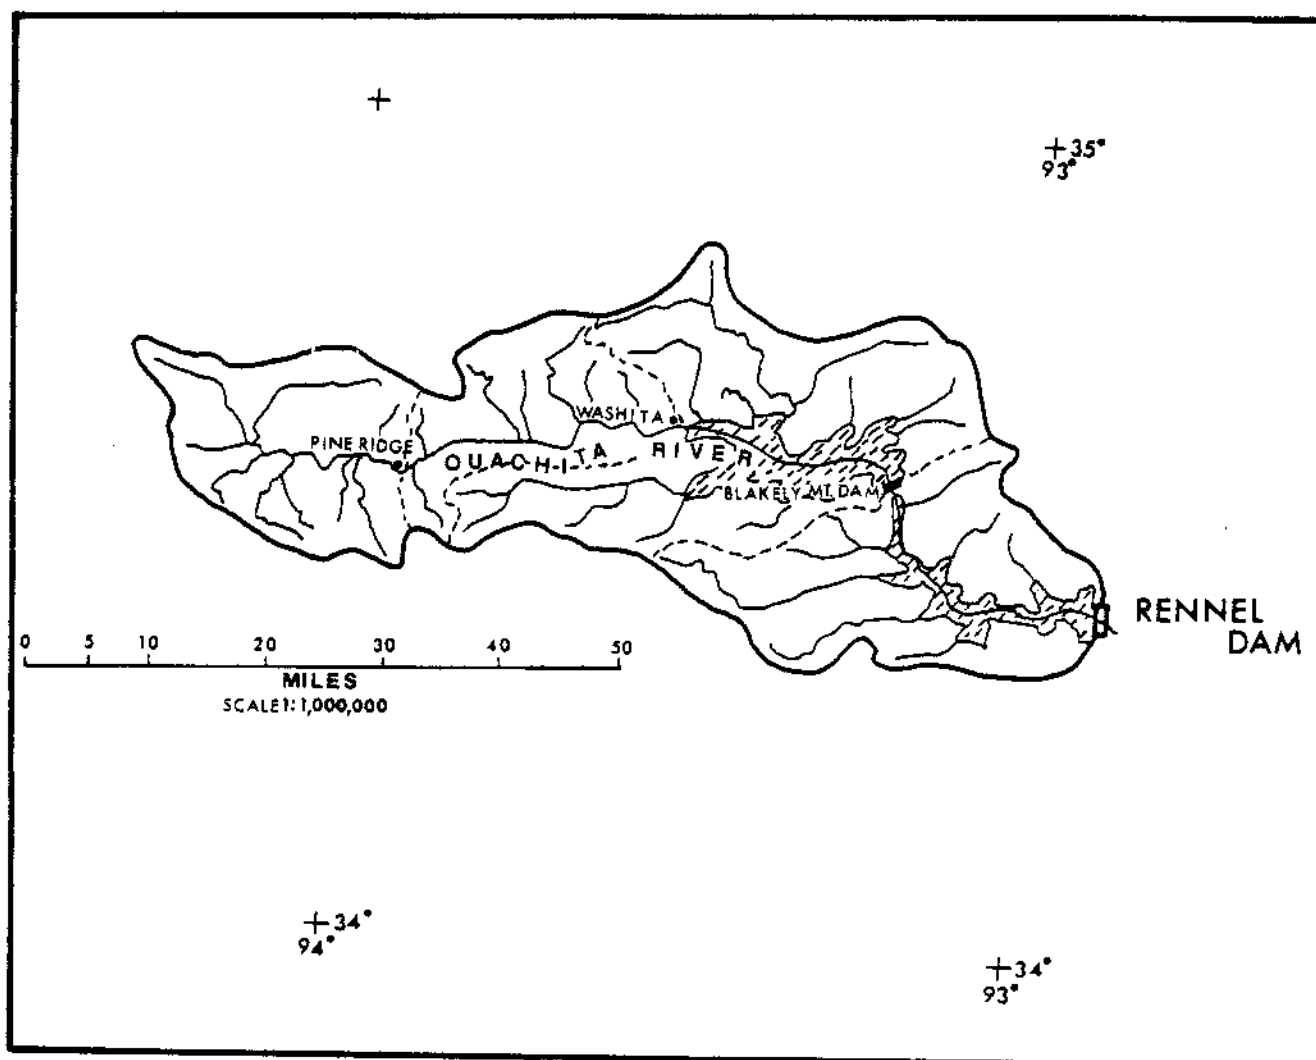 35°
93°
WASHITA
PINE RIDGE
OUACHITA RIVER
BLAKELY MT. DAM
RENNEL
DAM
0 5 10 20 30 40 50
MILES
SCALE 1:1,000,000
34°
94°
34°
93°